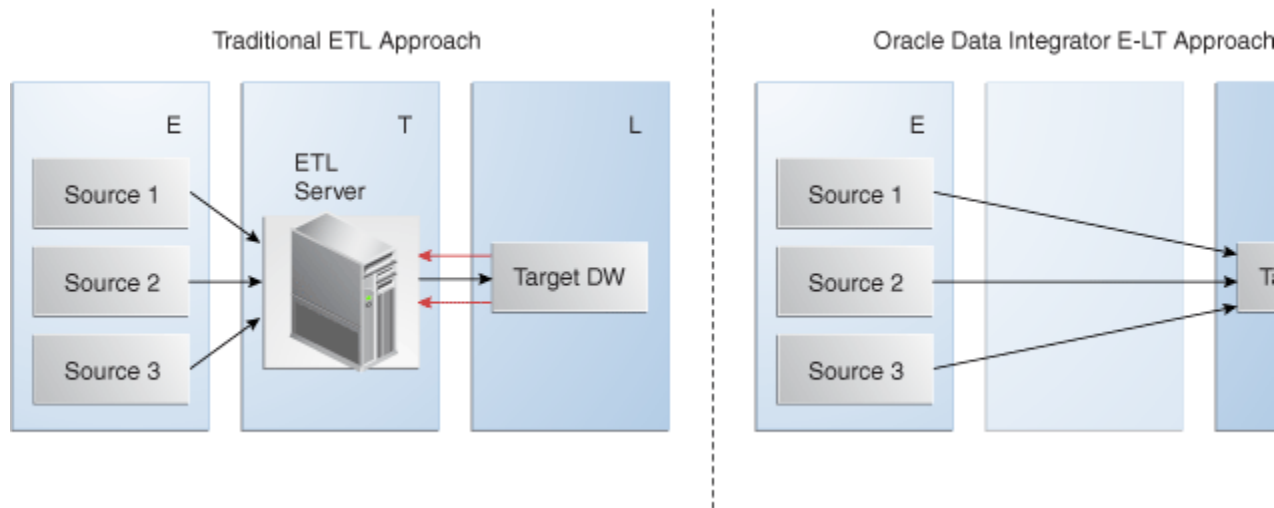 Traditional ETL Approach
E
T
L
ETL
Server
Source 1
Source 2
Source 3
Target DW
Oracle Data Integrator E-LT Approach
E
Source 1
Source 2
Source 3